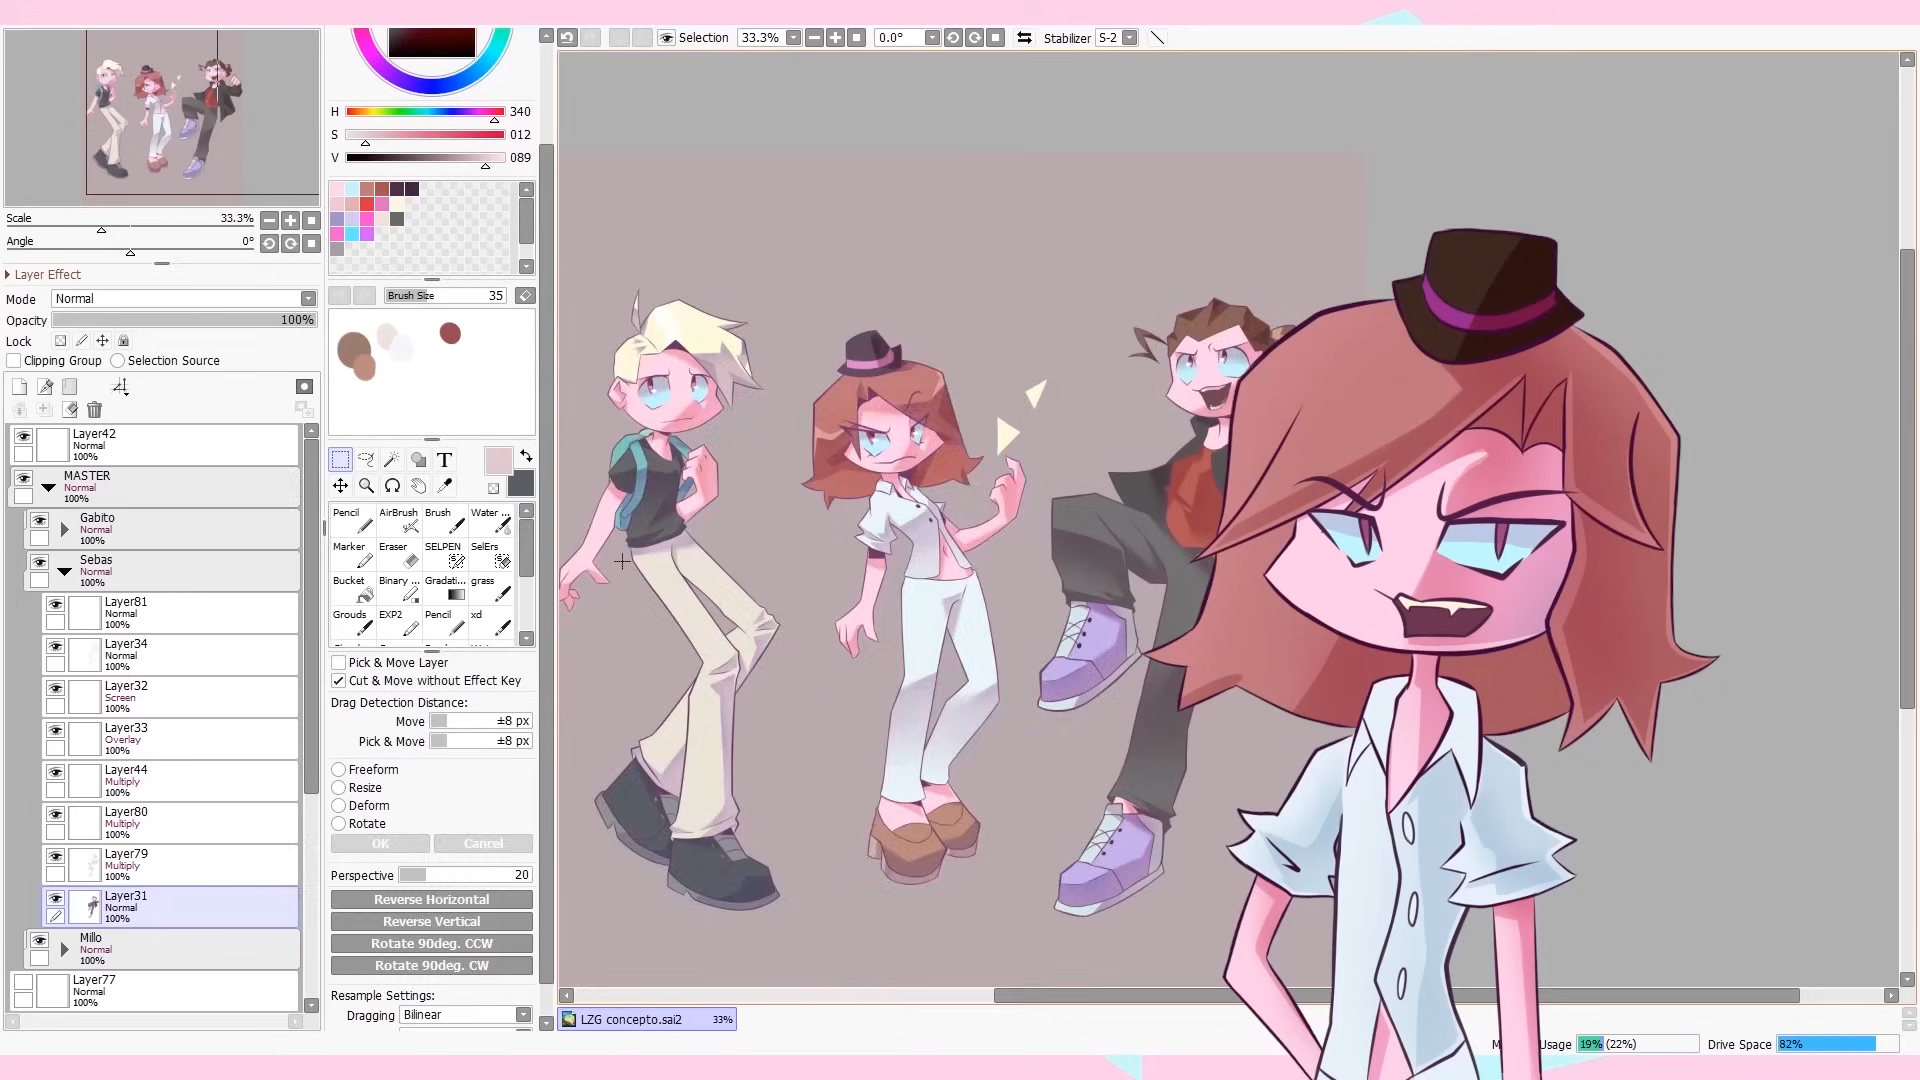 Selection
33.3%
0.0°
Stabilizer
S-2
Scale
33.3%
Angle
0°
Layer Effect
Mode
Normal
Opacity
100%
Lock
Clipping Group
Selection Source
Layer42
Normal
100%
MASTER
Normal
100%
Gabito
Normal
100%
Sebas
Normal
100%
Layer81
Normal
100%
Layer34
Normal
100%
Layer32
Screen
100%
Layer33
Overlay
100%
Layer44
Multiply
100%
Layer80
Multiply
100%
Layer79
Multiply
100%
Layer31
Normal
100%
Millo
Normal
100%
Layer77
Normal
100%
H 340
S 012
V 089
Brush Size 35
T
Pencil AirBrush Brush Water ...
Marker Eraser SELPEN SelErs
Bucket Binary ... Gradati... grass
Grouds EXP2 Pencil xd
Pick & Move Layer
Cut & Move without Effect Key
Drag Detection Distance:
Move ±8 px
Pick & Move ±8 px
Freeform
Resize
Deform
Rotate
OK Cancel
Perspective 20
Reverse Horizontal
Reverse Vertical
Rotate 90deg. CCW
Rotate 90deg. CW
Resample Settings:
Dragging Bilinear
LZG concepto.sai2 33%
Usage 19% (22%)
Drive Space 82%